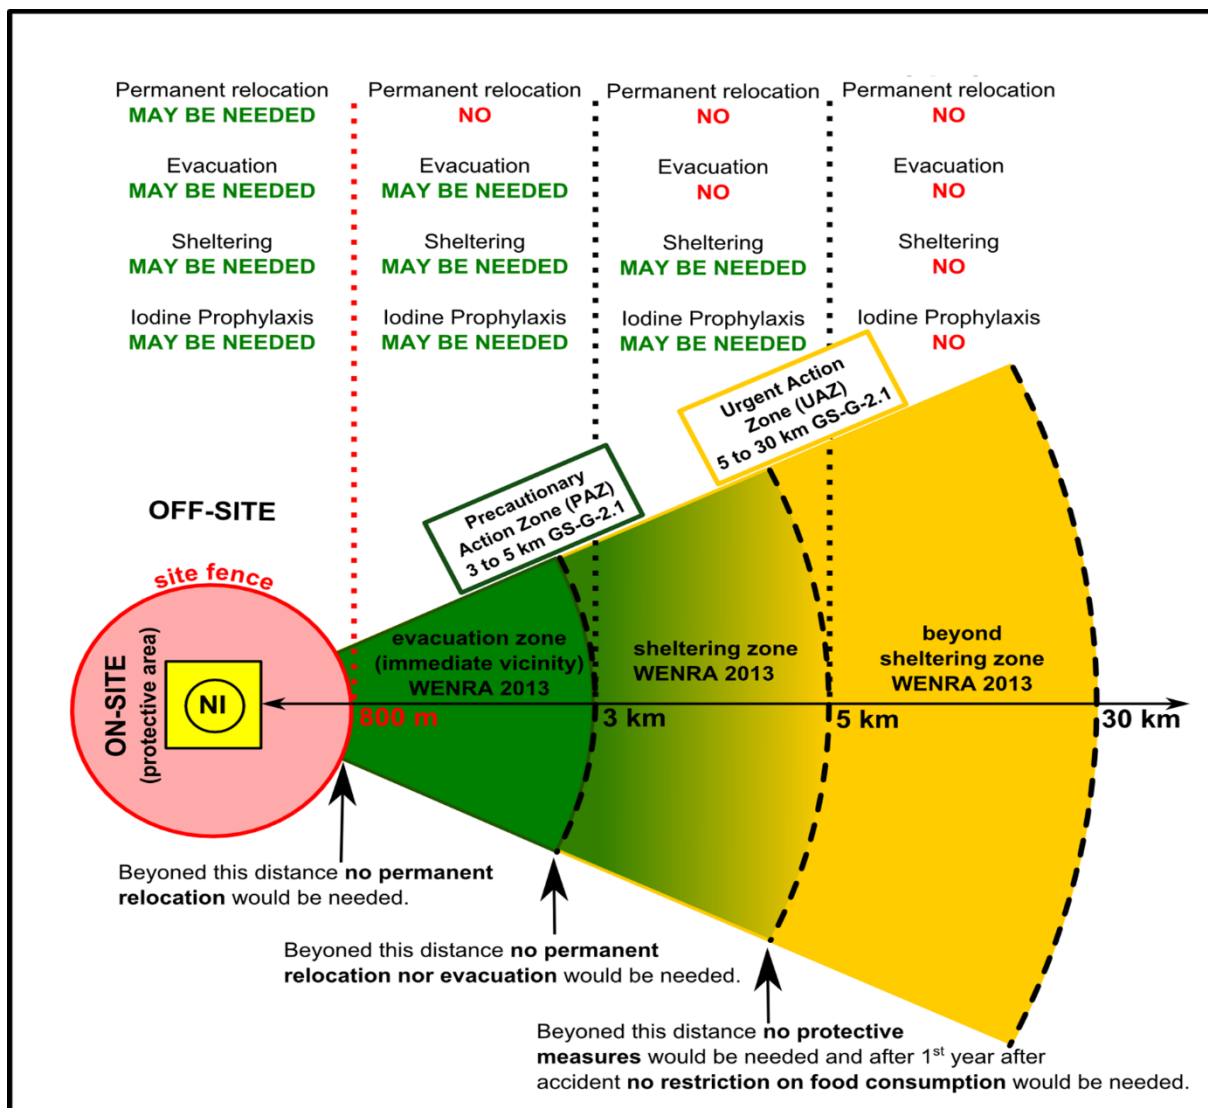 Permanent relocation
MAY BE NEEDED
Permanent relocation
NO
Permanent relocation
NO
Permanent relocation
NO
Evacuation
MAY BE NEEDED
Evacuation
MAY BE NEEDED
Evacuation
NO
Evacuation
NO
Sheltering
MAY BE NEEDED
Sheltering
MAY BE NEEDED
Sheltering
MAY BE NEEDED
Sheltering
NO
Iodine Prophylaxis
MAY BE NEEDED
Iodine Prophylaxis
MAY BE NEEDED
Iodine Prophylaxis
MAY BE NEEDED
Iodine Prophylaxis
NO
Urgent Action
Zone (UAZ)
5 to 30 km GS-G-2.1
Precautionary
Action Zone (PAZ)
3 to 5 km GS-G-2.1
OFF-SITE
site fence
ON-SITE
(protective area)
NI
evacuation zone
(immediate vicinity)
WENRA 2013
sheltering zone
WENRA 2013
beyond
sheltering zone
WENRA 2013
800 m
3 km
5 km
30 km
Beyoned this distance no permanent
relocation would be needed.
Beyoned this distance no permanent
relocation nor evacuation would be needed.
Beyoned this distance no protective
measures would be needed and after 1st year after
accident no restriction on food consumption would be needed.